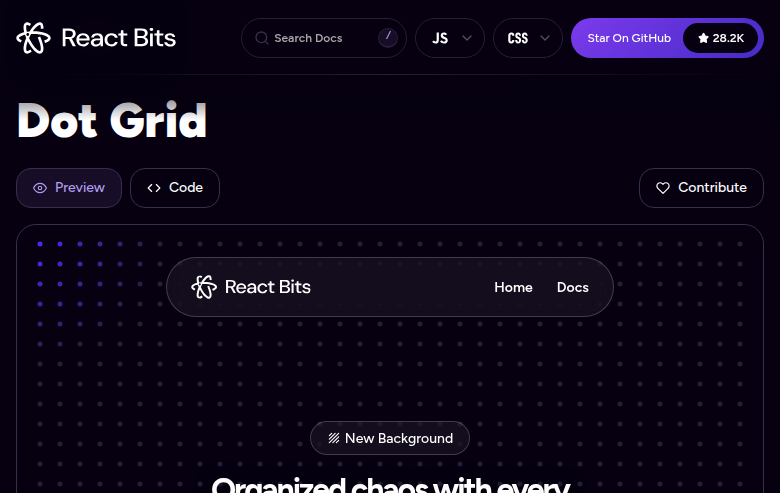 React Bits
Search Docs
/
JS
CSS
Star On GitHub
28.2K
Dot Grid
Preview
Code
Contribute
React Bits
Home
Docs
New Background
Organized chaos with every